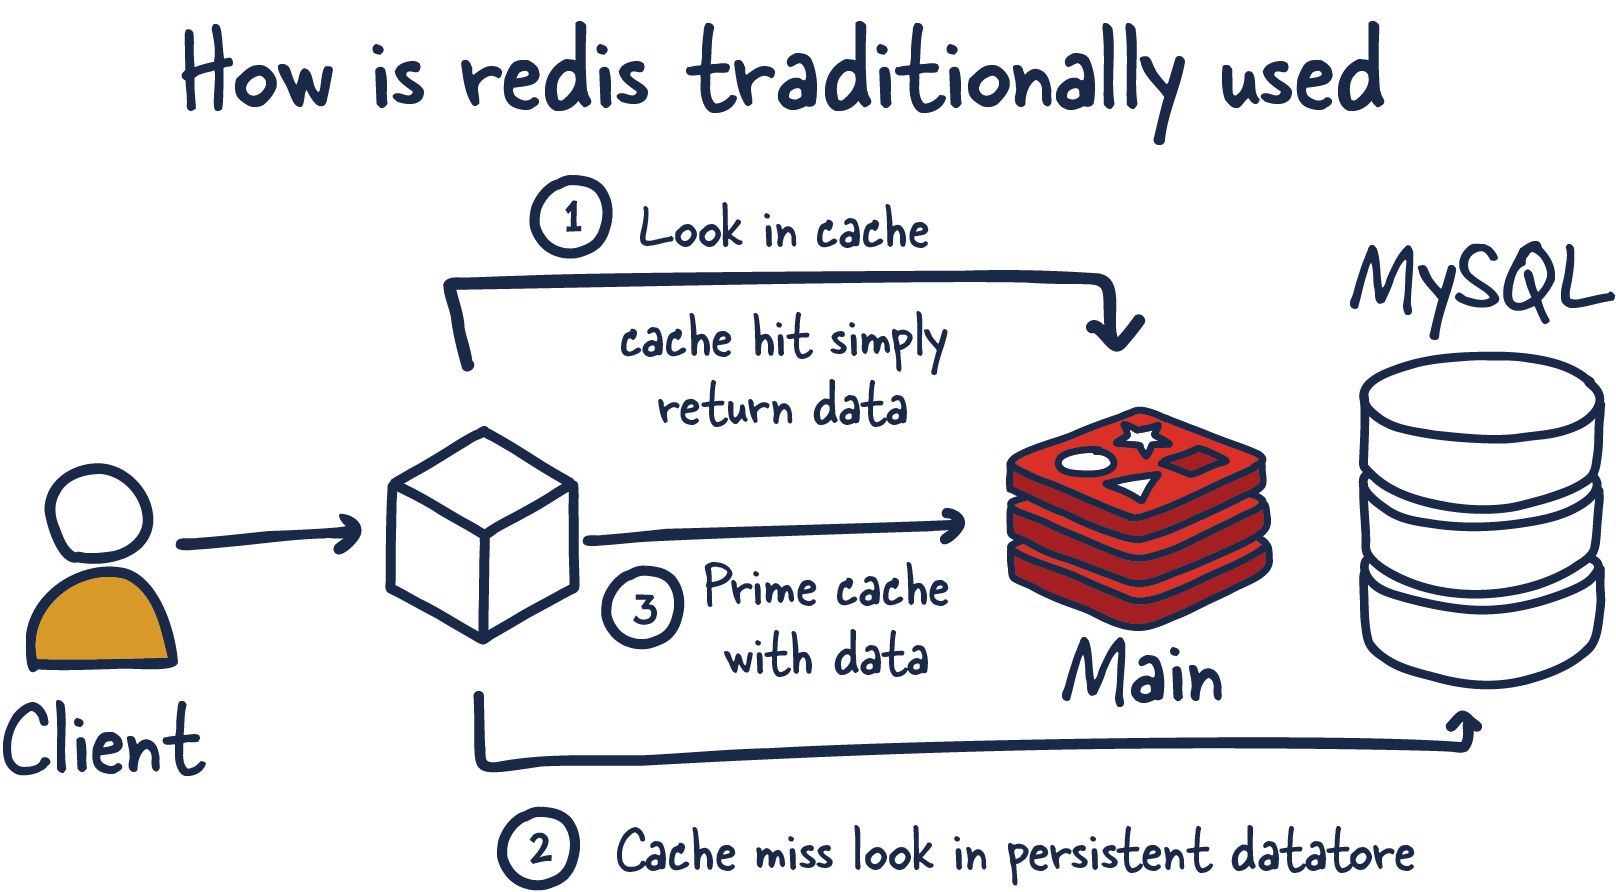 How is redis traditionally used
1 Look in cache
cache hit simply
return data
MySQL
3 Prime cache
with data
Main
Client
2 Cache miss look in persistent datatore